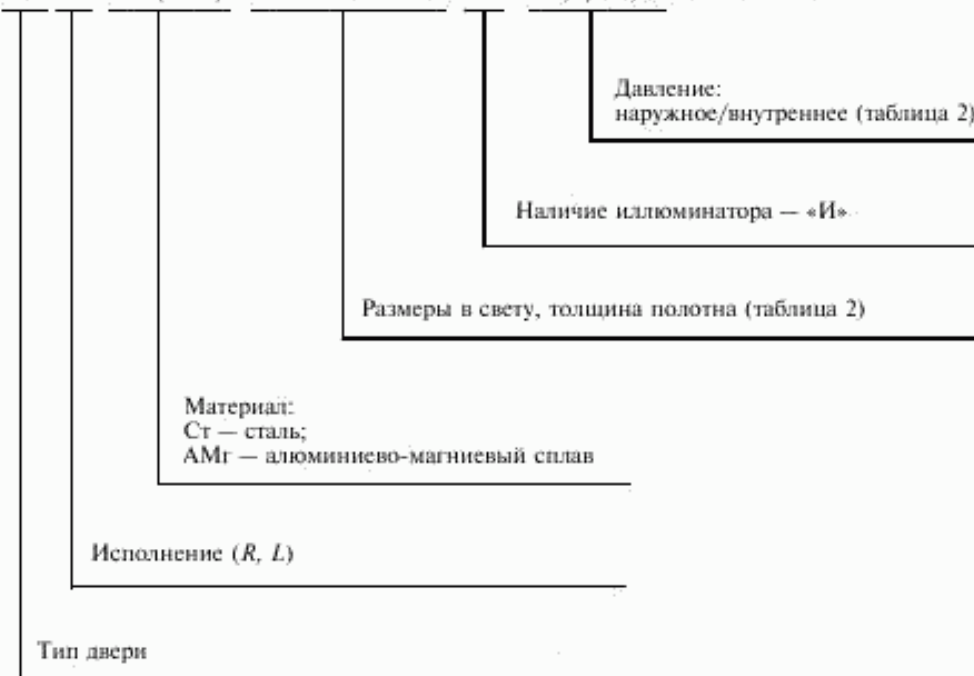 Давление:
наружное/внутреннее (таблица 2)
Наличие иллюминатора — «И»
Размеры в свету, толщина полотна (таблица 2)
Материал:
Ст — сталь;
АМг — алюминиево-магниевый сплав
Исполнение (R, L)
Тип двери